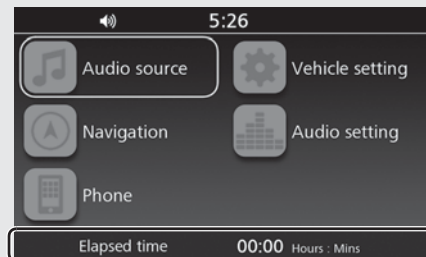 5:26
Audio source
Vehicle setting
Navigation
Audio setting
Phone
Elapsed time 00:00 Hours : Mins